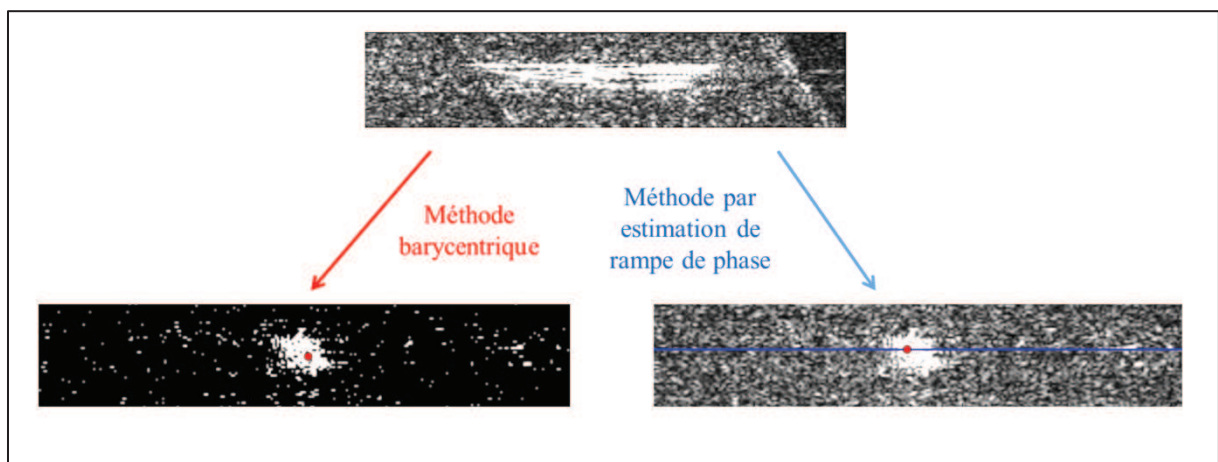 Méthode
barycentrique
Méthode par
estimation de
rampe de phase